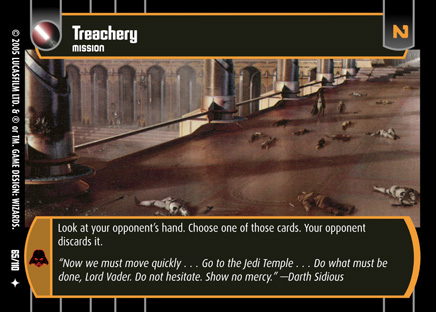 Treachery
MISSION
N
Look at your opponent's hand. Choose one of those cards. Your opponent
discards it.
“Now we must move quickly . . . Go to the Jedi Temple . . . Do what must be
done, Lord Vader. Do not hesitate. Show no mercy.” —Darth Sidious
© 2005 LUCASFILM LTD. & ® or TM. GAME DESIGN: WIZARDS.
65/110